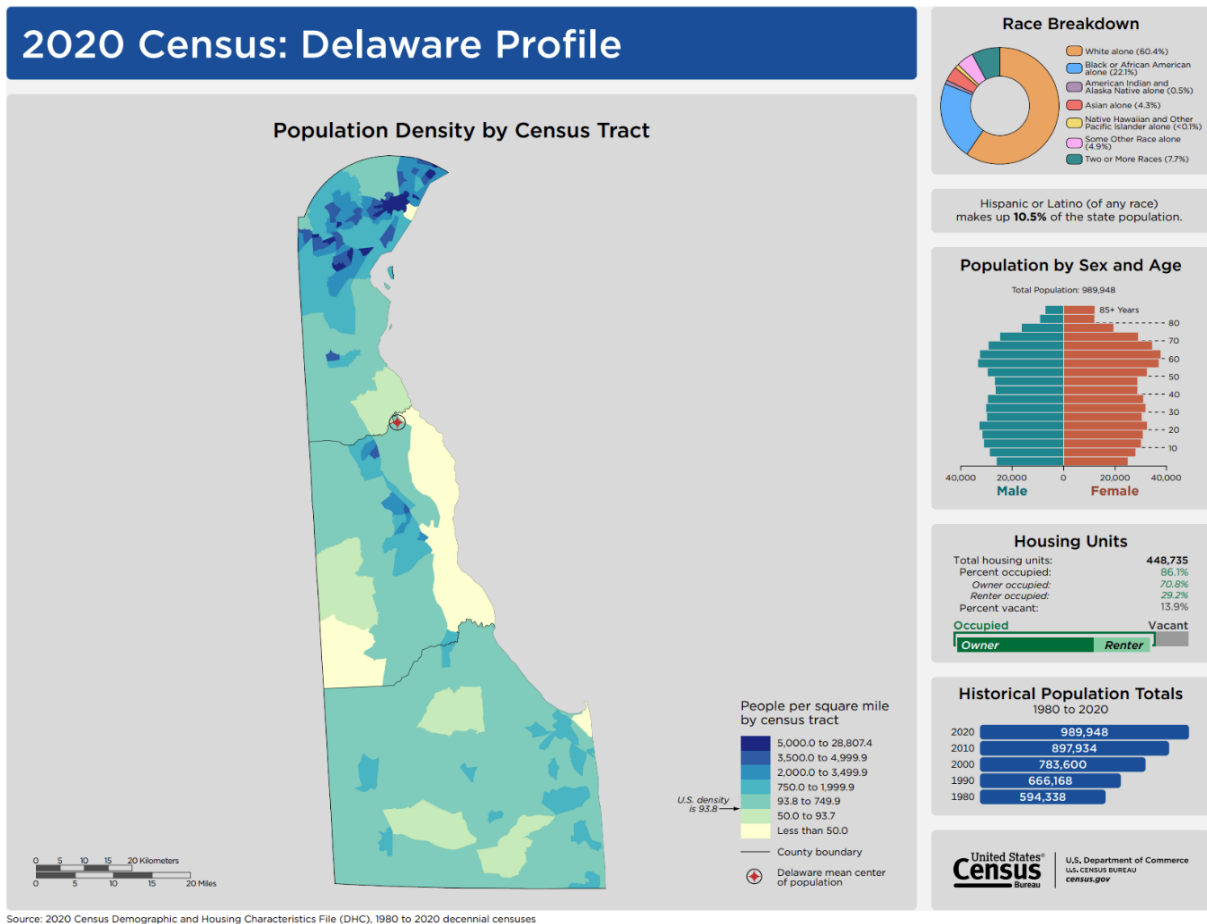 2020 Census: Delaware Profile
Population Density by Census Tract
People per square mile
by census tract
5,000.0 to 28,807.4
3,500.0 to 4,999.9
2,000.0 to 3,499.9
750.0 to 1,999.9
93.8 to 749.9
50.0 to 93.7
Less than 50.0
U.S. density
is 93.8
County boundary
Delaware mean center
of population
0 5 10 15 20 Kilometers
0 5 10 15 20 Miles
Race Breakdown
White alone (60.4%)
Black or African American
alone (22.1%)
American Indian and
Alaska Native alone (0.5%)
Asian alone (4.3%)
Native Hawaiian and Other
Pacific Islander alone (<0.1%)
Some Other Race alone
(4.9%)
Two or More Races (7.7%)
Hispanic or Latino (of any race)
makes up 10.5% of the state population.
Population by Sex and Age
Total Population: 989,948
85+ Years
80
70
60
50
40
30
20
10
40,000 20,000 0 20,000 40,000
Male Female
Housing Units
Total housing units: 448,735
Percent occupied: 86.1%
Owner occupied: 70.8%
Renter occupied: 29.2%
Percent vacant: 13.9%
Occupied Vacant
Owner Renter
Historical Population Totals
1980 to 2020
2020 989,948
2010 897,934
2000 783,600
1990 666,168
1980 594,338
United States®
Census
Bureau
U.S. Department of Commerce
U.S. CENSUS BUREAU
census.gov
Source: 2020 Census Demographic and Housing Characteristics File (DHC), 1980 to 2020 decennial censuses